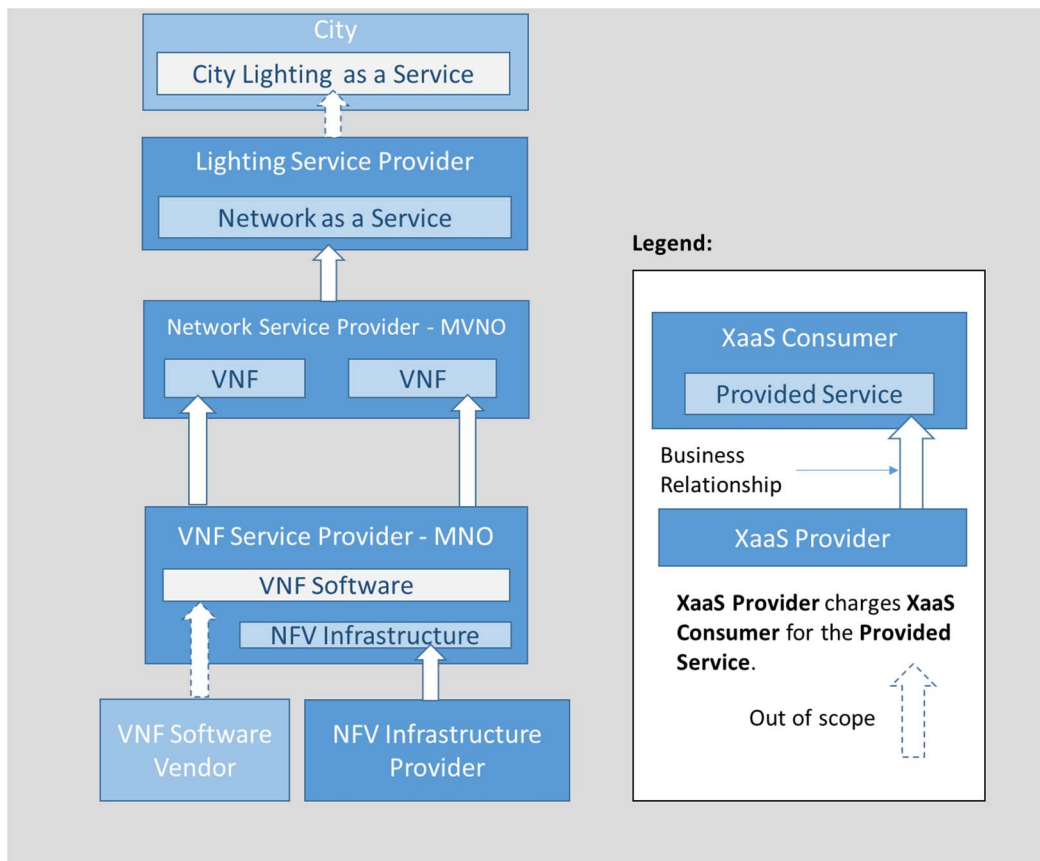 City
City Lighting as a Service
Lighting Service Provider
Network as a Service
Network Service Provider - MVNO
VNF
VNF
VNF Service Provider - MNO
VNF Software
NFV Infrastructure
VNF Software
Vendor
NFV Infrastructure
Provider
Legend:
XaaS Consumer
Provided Service
Business
Relationship
XaaS Provider
XaaS Provider charges XaaS
Consumer for the Provided
Service.
Out of scope